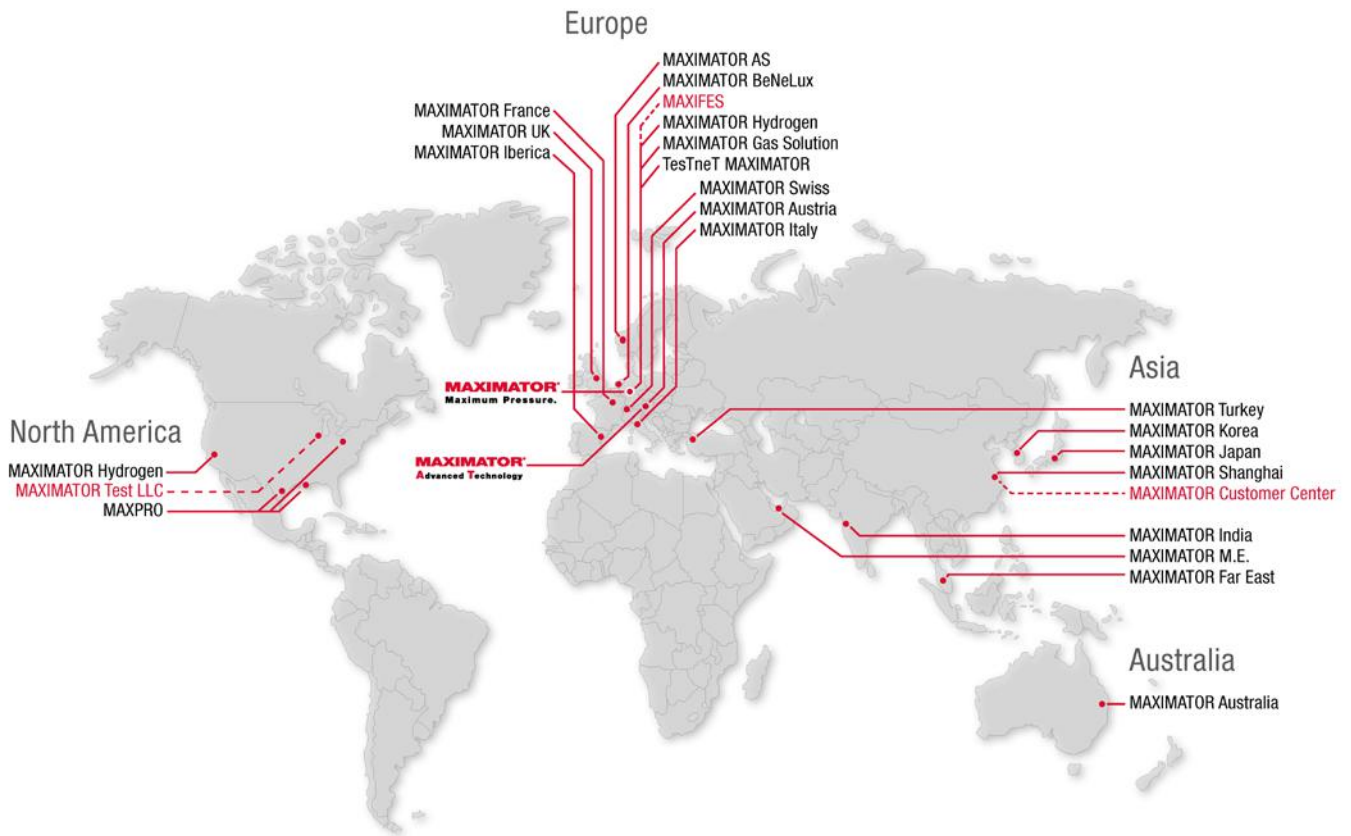 Europe
MAXIMATOR AS
MAXIMATOR BeNeLux
MAXIFES
MAXIMATOR Hydrogen
MAXIMATOR Gas Solution
TesTneT MAXIMATOR
MAXIMATOR Swiss
MAXIMATOR Austria
MAXIMATOR Italy
MAXIMATOR France
MAXIMATOR UK
MAXIMATOR Iberica
MAXIMATOR®
Maximum Pressure.
MAXIMATOR®
Advanced Technology
North America
MAXIMATOR Hydrogen
MAXIMATOR Test LLC
MAXPRO
Asia
MAXIMATOR Turkey
MAXIMATOR Korea
MAXIMATOR Japan
MAXIMATOR Shanghai
MAXIMATOR Customer Center
MAXIMATOR India
MAXIMATOR M.E.
MAXIMATOR Far East
Australia
MAXIMATOR Australia